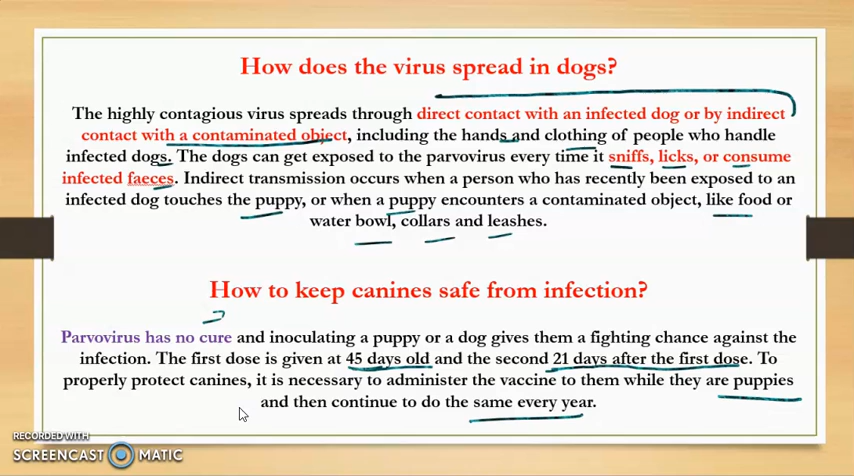 How does the virus spread in dogs?
The highly contagious virus spreads through direct contact with an infected dog or by indirect
contact with a contaminated object, including the hands and clothing of people who handle
infected dogs. The dogs can get exposed to the parvovirus every time it sniffs, licks, or consume
infected faeces. Indirect transmission occurs when a person who has recently been exposed to an
infected dog touches the puppy, or when a puppy encounters a contaminated object, like food or
water bowl, collars and leashes.
How to keep canines safe from infection?
Parvovirus has no cure and inoculating a puppy or a dog gives them a fighting chance against the
infection. The first dose is given at 45 days old and the second 21 days after the first dose. To
properly protect canines, it is necessary to administer the vaccine to them while they are puppies
and then continue to do the same every year.
RECORDED WITH
SCREENCAST MATIC